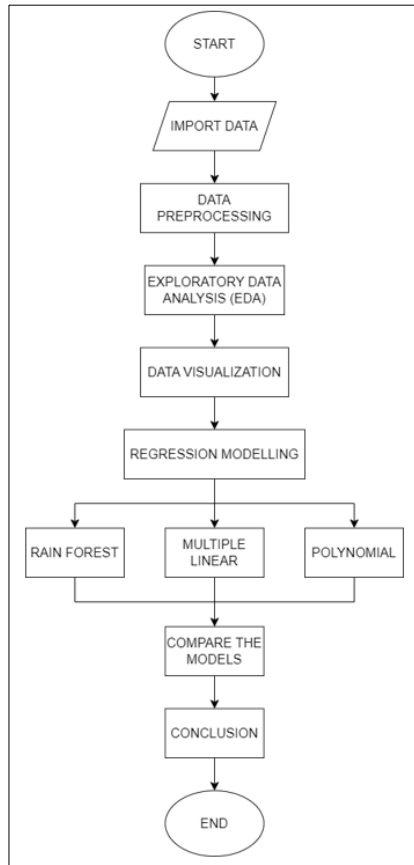 START
IMPORT DATA
DATA
PREPROCESSING
EXPLORATORY DATA
ANALYSIS (EDA)
DATA VISUALIZATION
REGRESSION MODELLING
RAIN FOREST
MULTIPLE
LINEAR
POLYNOMIAL
COMPARE THE
MODELS
CONCLUSION
END